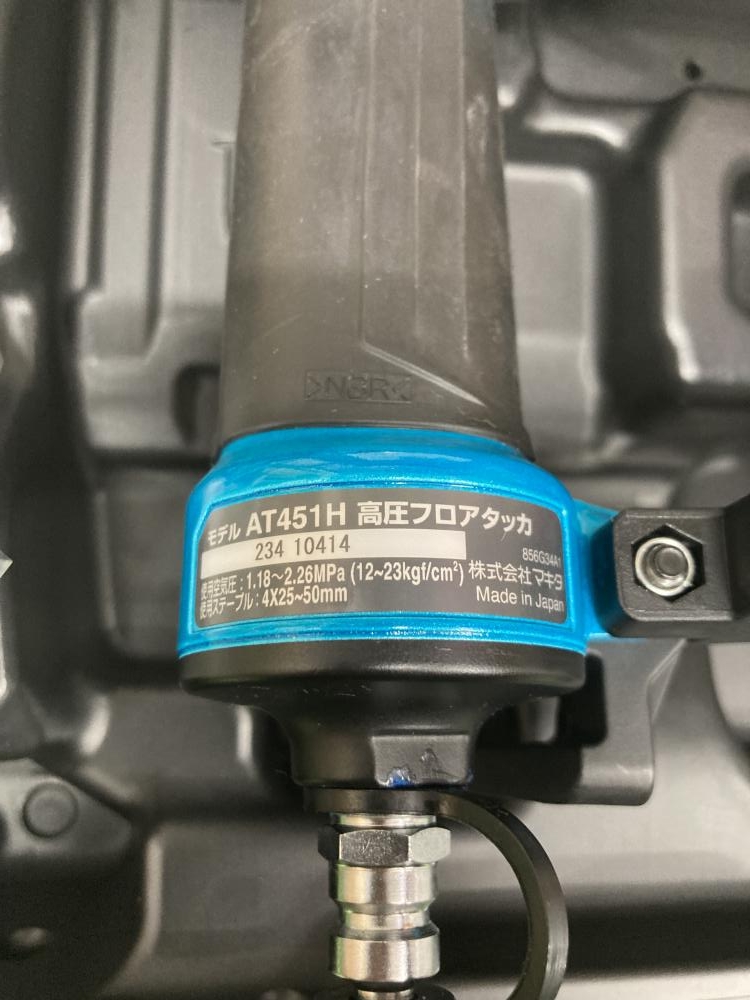 >NBR<
モデル AT451H 高圧フロアタッカ
234 10414
856G34A1
使用空気圧 : 1.18～2.26MPa (12~23kgf/cm²) 株式会社マキタ
使用ステープル : 4X25~50mm
Made in Japan